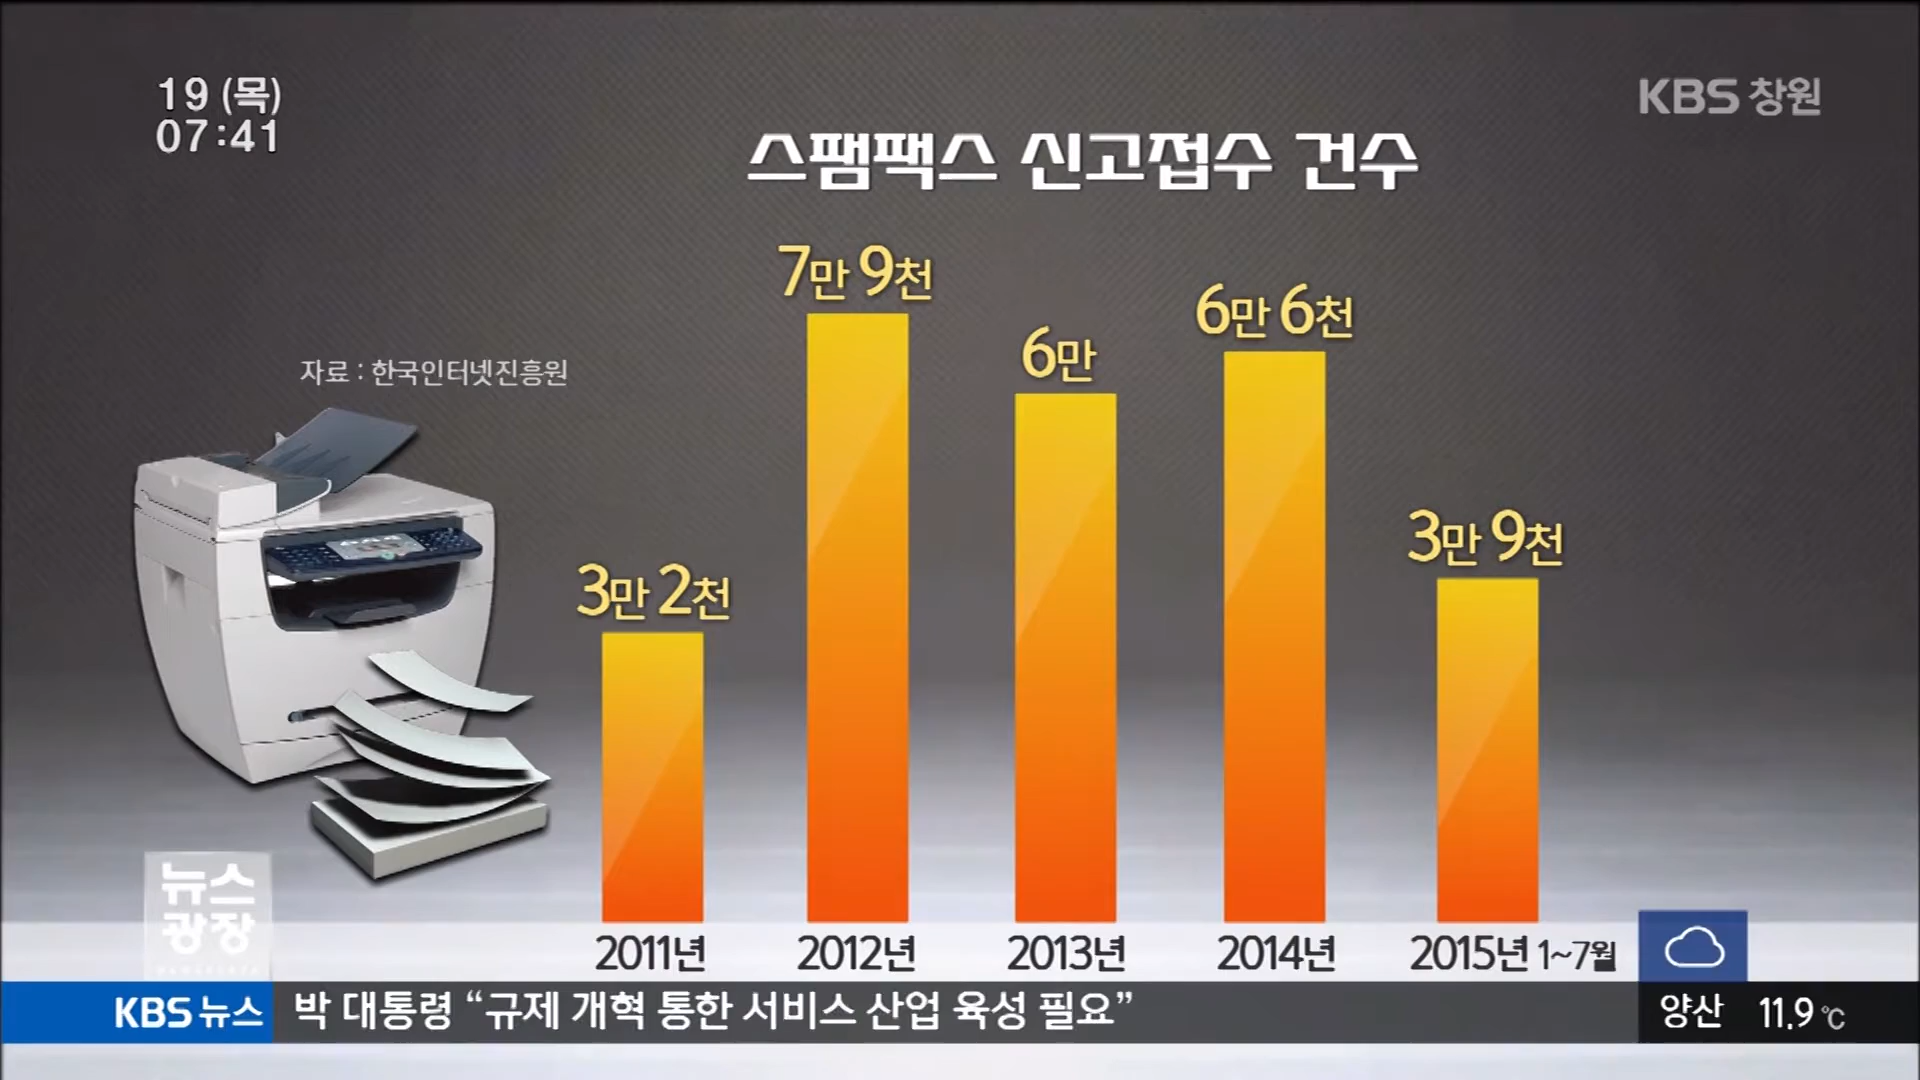 19 (목)
07:41
KBS 창원
스팸팩스 신고접수 건수
자료 : 한국인터넷진흥원
3만 2천
7만 9천
6만
6만 6천
3만 9천
2011년
2012년
2013년
2014년
2015년 1~7월
뉴스
광장
KBS 뉴스
박 대통령 “규제 개혁 통한 서비스 산업 육성 필요”
양산 11.9 ℃